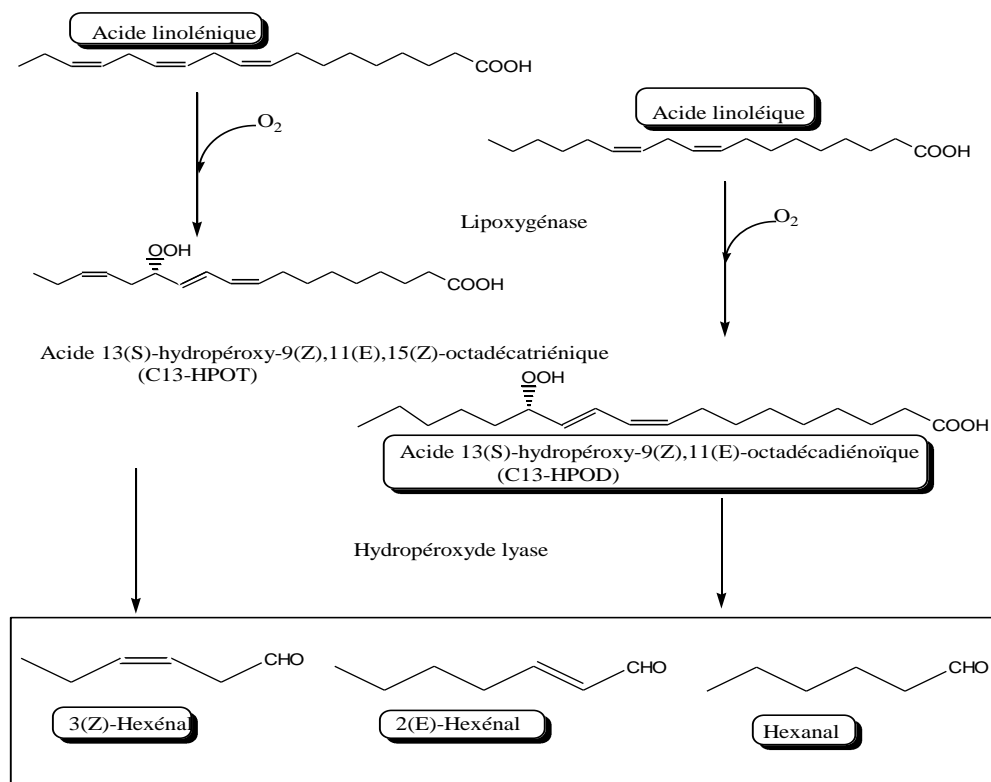 Acide linolénique
COOH
O2
Acide linoléique
COOH
Lipoxygénase
O2
OOH
COOH
Acide 13(S)-hydropéroxy-9(Z),11(E),15(Z)-octadécatriénique
(C13-HPOT)
OOH
COOH
Acide 13(S)-hydropéroxy-9(Z),11(E)-octadécadiénoïque
(C13-HPOD)
Hydropéroxyde lyase
CHO
CHO
CHO
3(Z)-Hexénal
2(E)-Hexénal
Hexanal